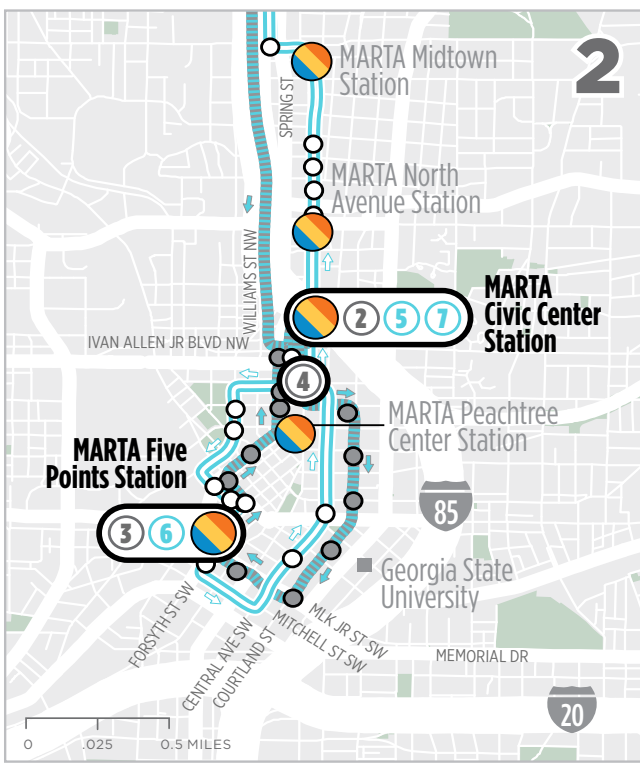 2
MARTA Midtown
Station
SPRING ST
MARTA North
Avenue Station
WILLIAMS ST NW
2 5 7
MARTA
Civic Center
Station
IVAN ALLEN JR BLVD NW
4
MARTA Peachtree
Center Station
MARTA Five
Points Station
85
3 6
Georgia State
University
FORSYTH ST SW
CENTRAL AVE SW
COURTLAND ST
MITCHELL ST SW
MLK JR ST SW
MEMORIAL DR
20
0 .025 0.5 MILES